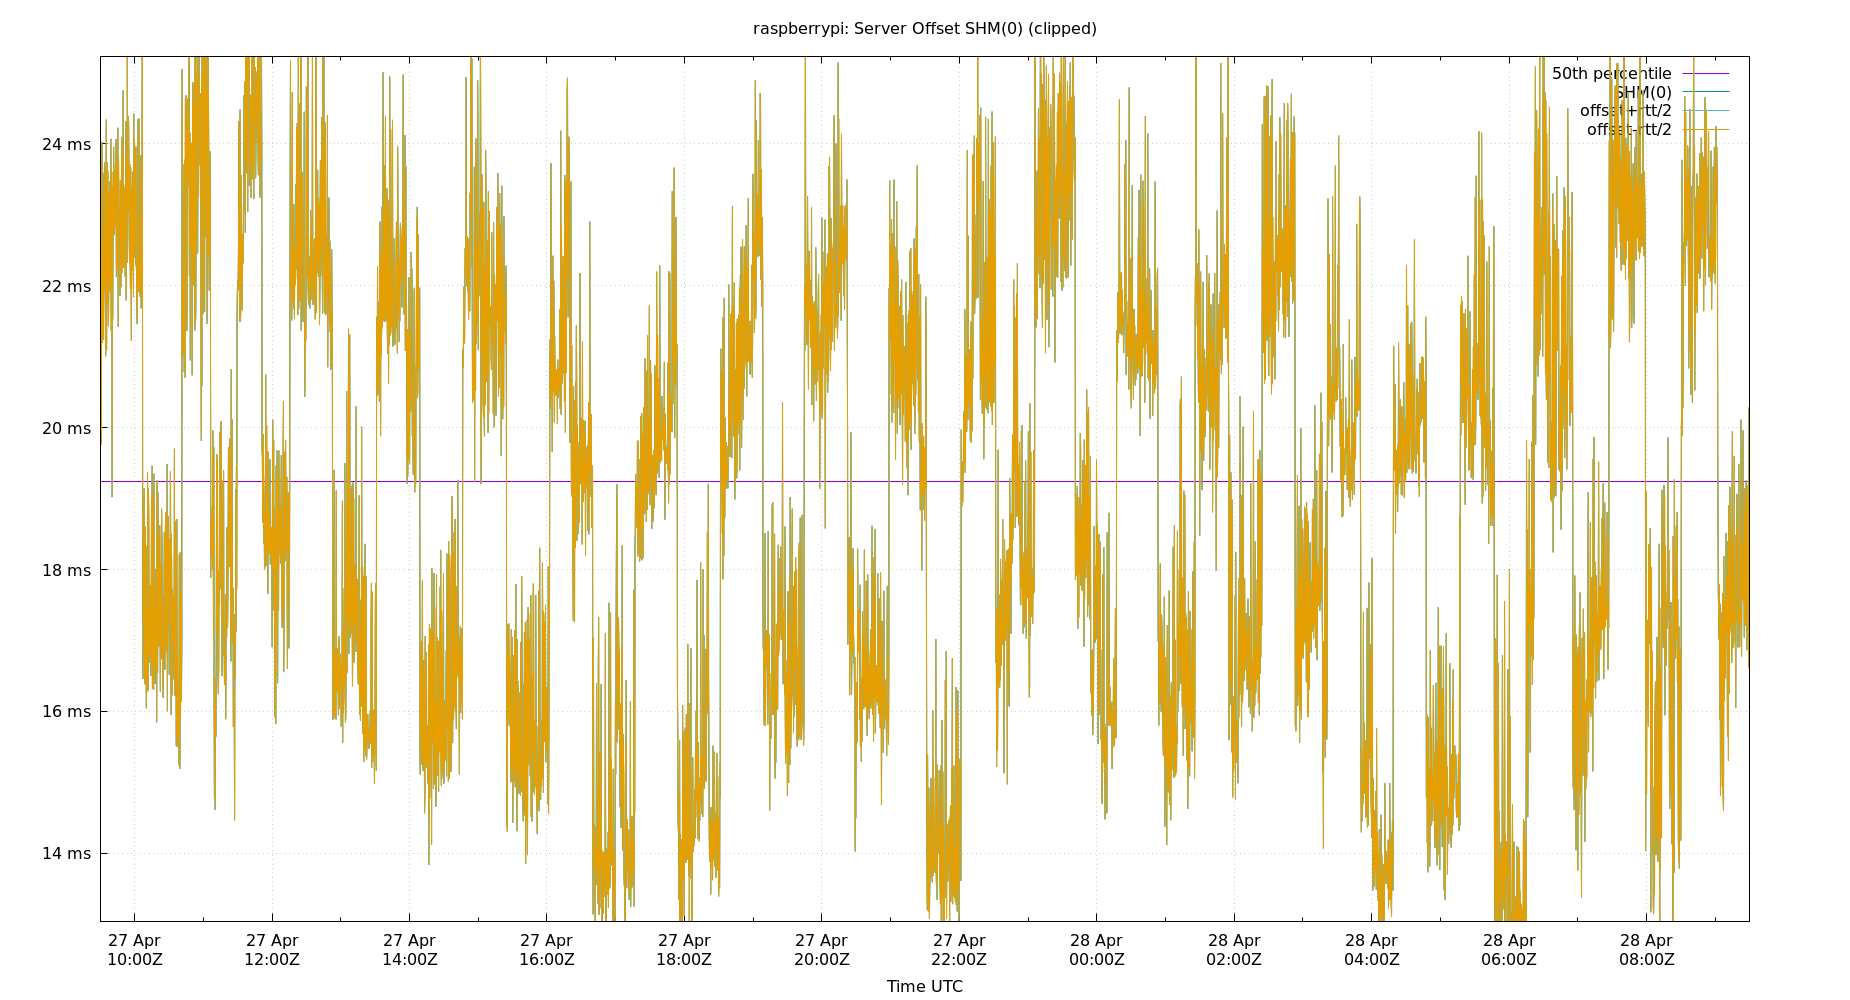 raspberrypi: Server Offset SHM(0) (clipped)
50th percentile
SHM(0)
offset+rtt/2
offset-rtt/2
24 ms
22 ms
20 ms
18 ms
16 ms
14 ms
27 Apr 27 Apr 27 Apr 27 Apr 27 Apr 27 Apr 27 Apr 28 Apr 28 Apr 28 Apr 28 Apr 28 Apr
10:00Z 12:00Z 14:00Z 16:00Z 18:00Z 20:00Z 22:00Z 00:00Z 02:00Z 04:00Z 06:00Z 08:00Z
Time UTC